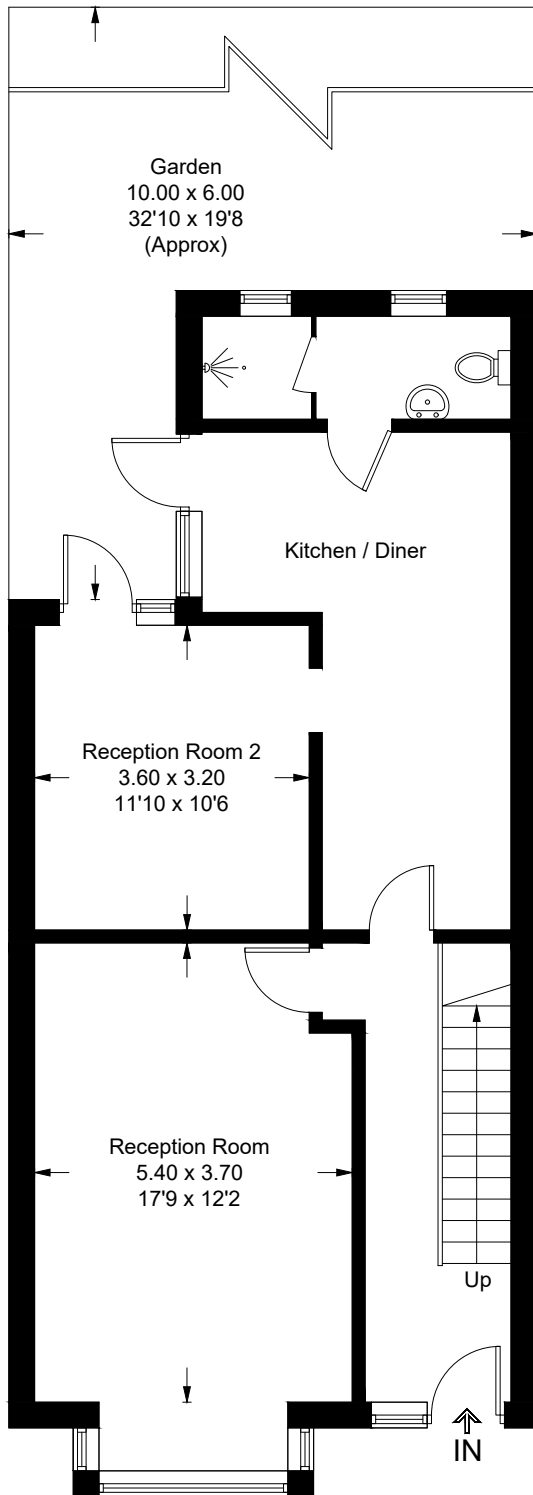 Garden
10.00 x 6.00
32'10 x 19'8
(Approx)
Kitchen / Diner
Reception Room 2
3.60 x 3.20
11'10 x 10'6
Reception Room
5.40 x 3.70
17'9 x 12'2
Up
IN